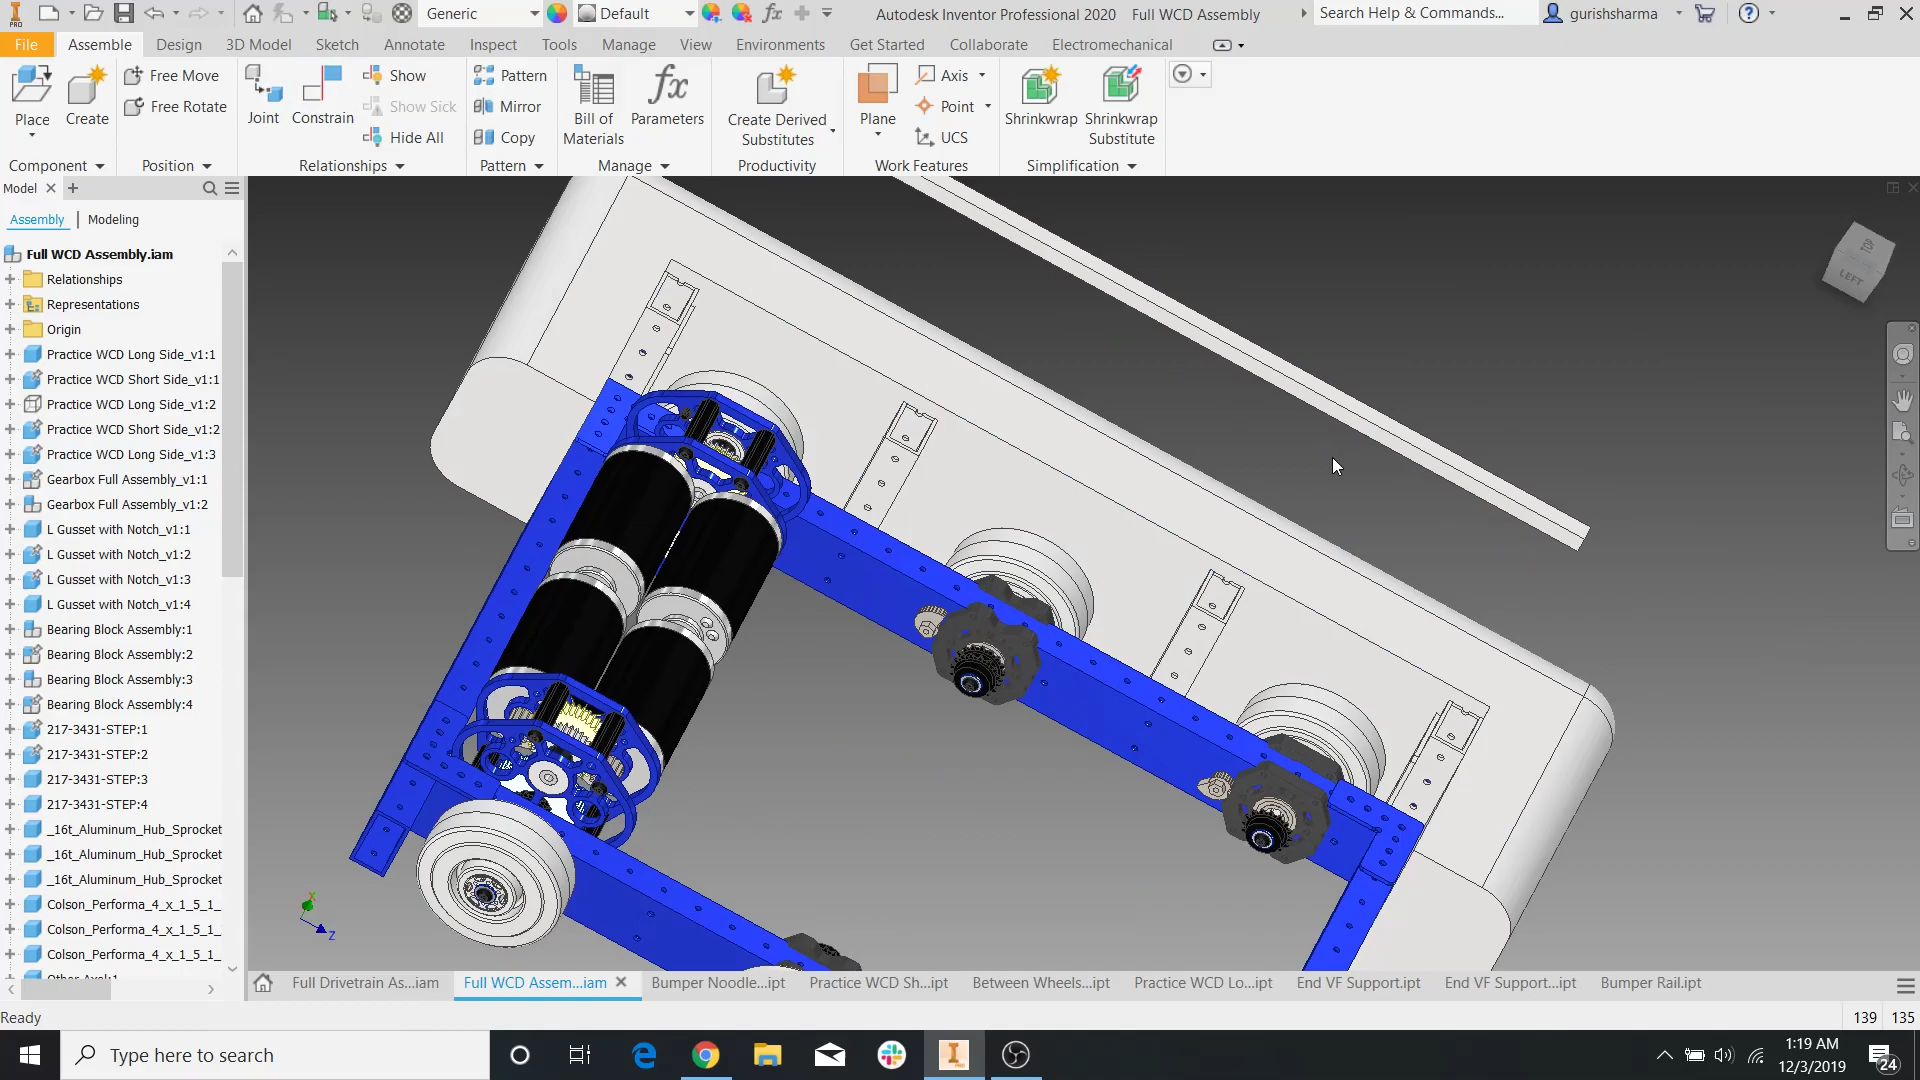 PRO
Generic
Default
fx
Autodesk Inventor Professional 2020 Full WCD Assembly
Search Help & Commands...
gurishsharma
File
Assemble
Design
3D Model
Sketch
Annotate
Inspect
Tools
Manage
View
Environments
Get Started
Collaborate
Electromechanical
Place
Create
Component
Free Move
Free Rotate
Position
Joint
Constrain
Show
Show Sick
Hide All
Relationships
Pattern
Mirror
Copy
Pattern
Bill of
Materials
fx
Parameters
Manage
Create Derived
Substitutes
Productivity
Plane
Axis
Point
UCS
Work Features
Shrinkwrap
Shrinkwrap
Substitute
Simplification
Model
Assembly | Modeling
Full WCD Assembly.iam
Relationships
Representations
Origin
Practice WCD Long Side_v1:1
Practice WCD Short Side_v1:1
Practice WCD Long Side_v1:2
Practice WCD Short Side_v1:2
Practice WCD Long Side_v1:3
Gearbox Full Assembly_v1:1
Gearbox Full Assembly_v1:2
L Gusset with Notch_v1:1
L Gusset with Notch_v1:2
L Gusset with Notch_v1:3
L Gusset with Notch_v1:4
Bearing Block Assembly:1
Bearing Block Assembly:2
Bearing Block Assembly:3
Bearing Block Assembly:4
217-3431-STEP:1
217-3431-STEP:2
217-3431-STEP:3
217-3431-STEP:4
_16t_Aluminum_Hub_Sprocket
_16t_Aluminum_Hub_Sprocket
_16t_Aluminum_Hub_Sprocket
Colson_Performa_4_x_1_5_1_
Colson_Performa_4_x_1_5_1_
Colson_Performa_4_x_1_5_1_
LEFT
X
Z
Full Drivetrain As...iam
Full WCD Assem...iam
Bumper Noodle...ipt
Practice WCD Sh...ipt
Between Wheels...ipt
Practice WCD Lo...ipt
End VF Support.ipt
End VF Support...ipt
Bumper Rail.ipt
Ready
139
135
Type here to search
1:19 AM
12/3/2019
24